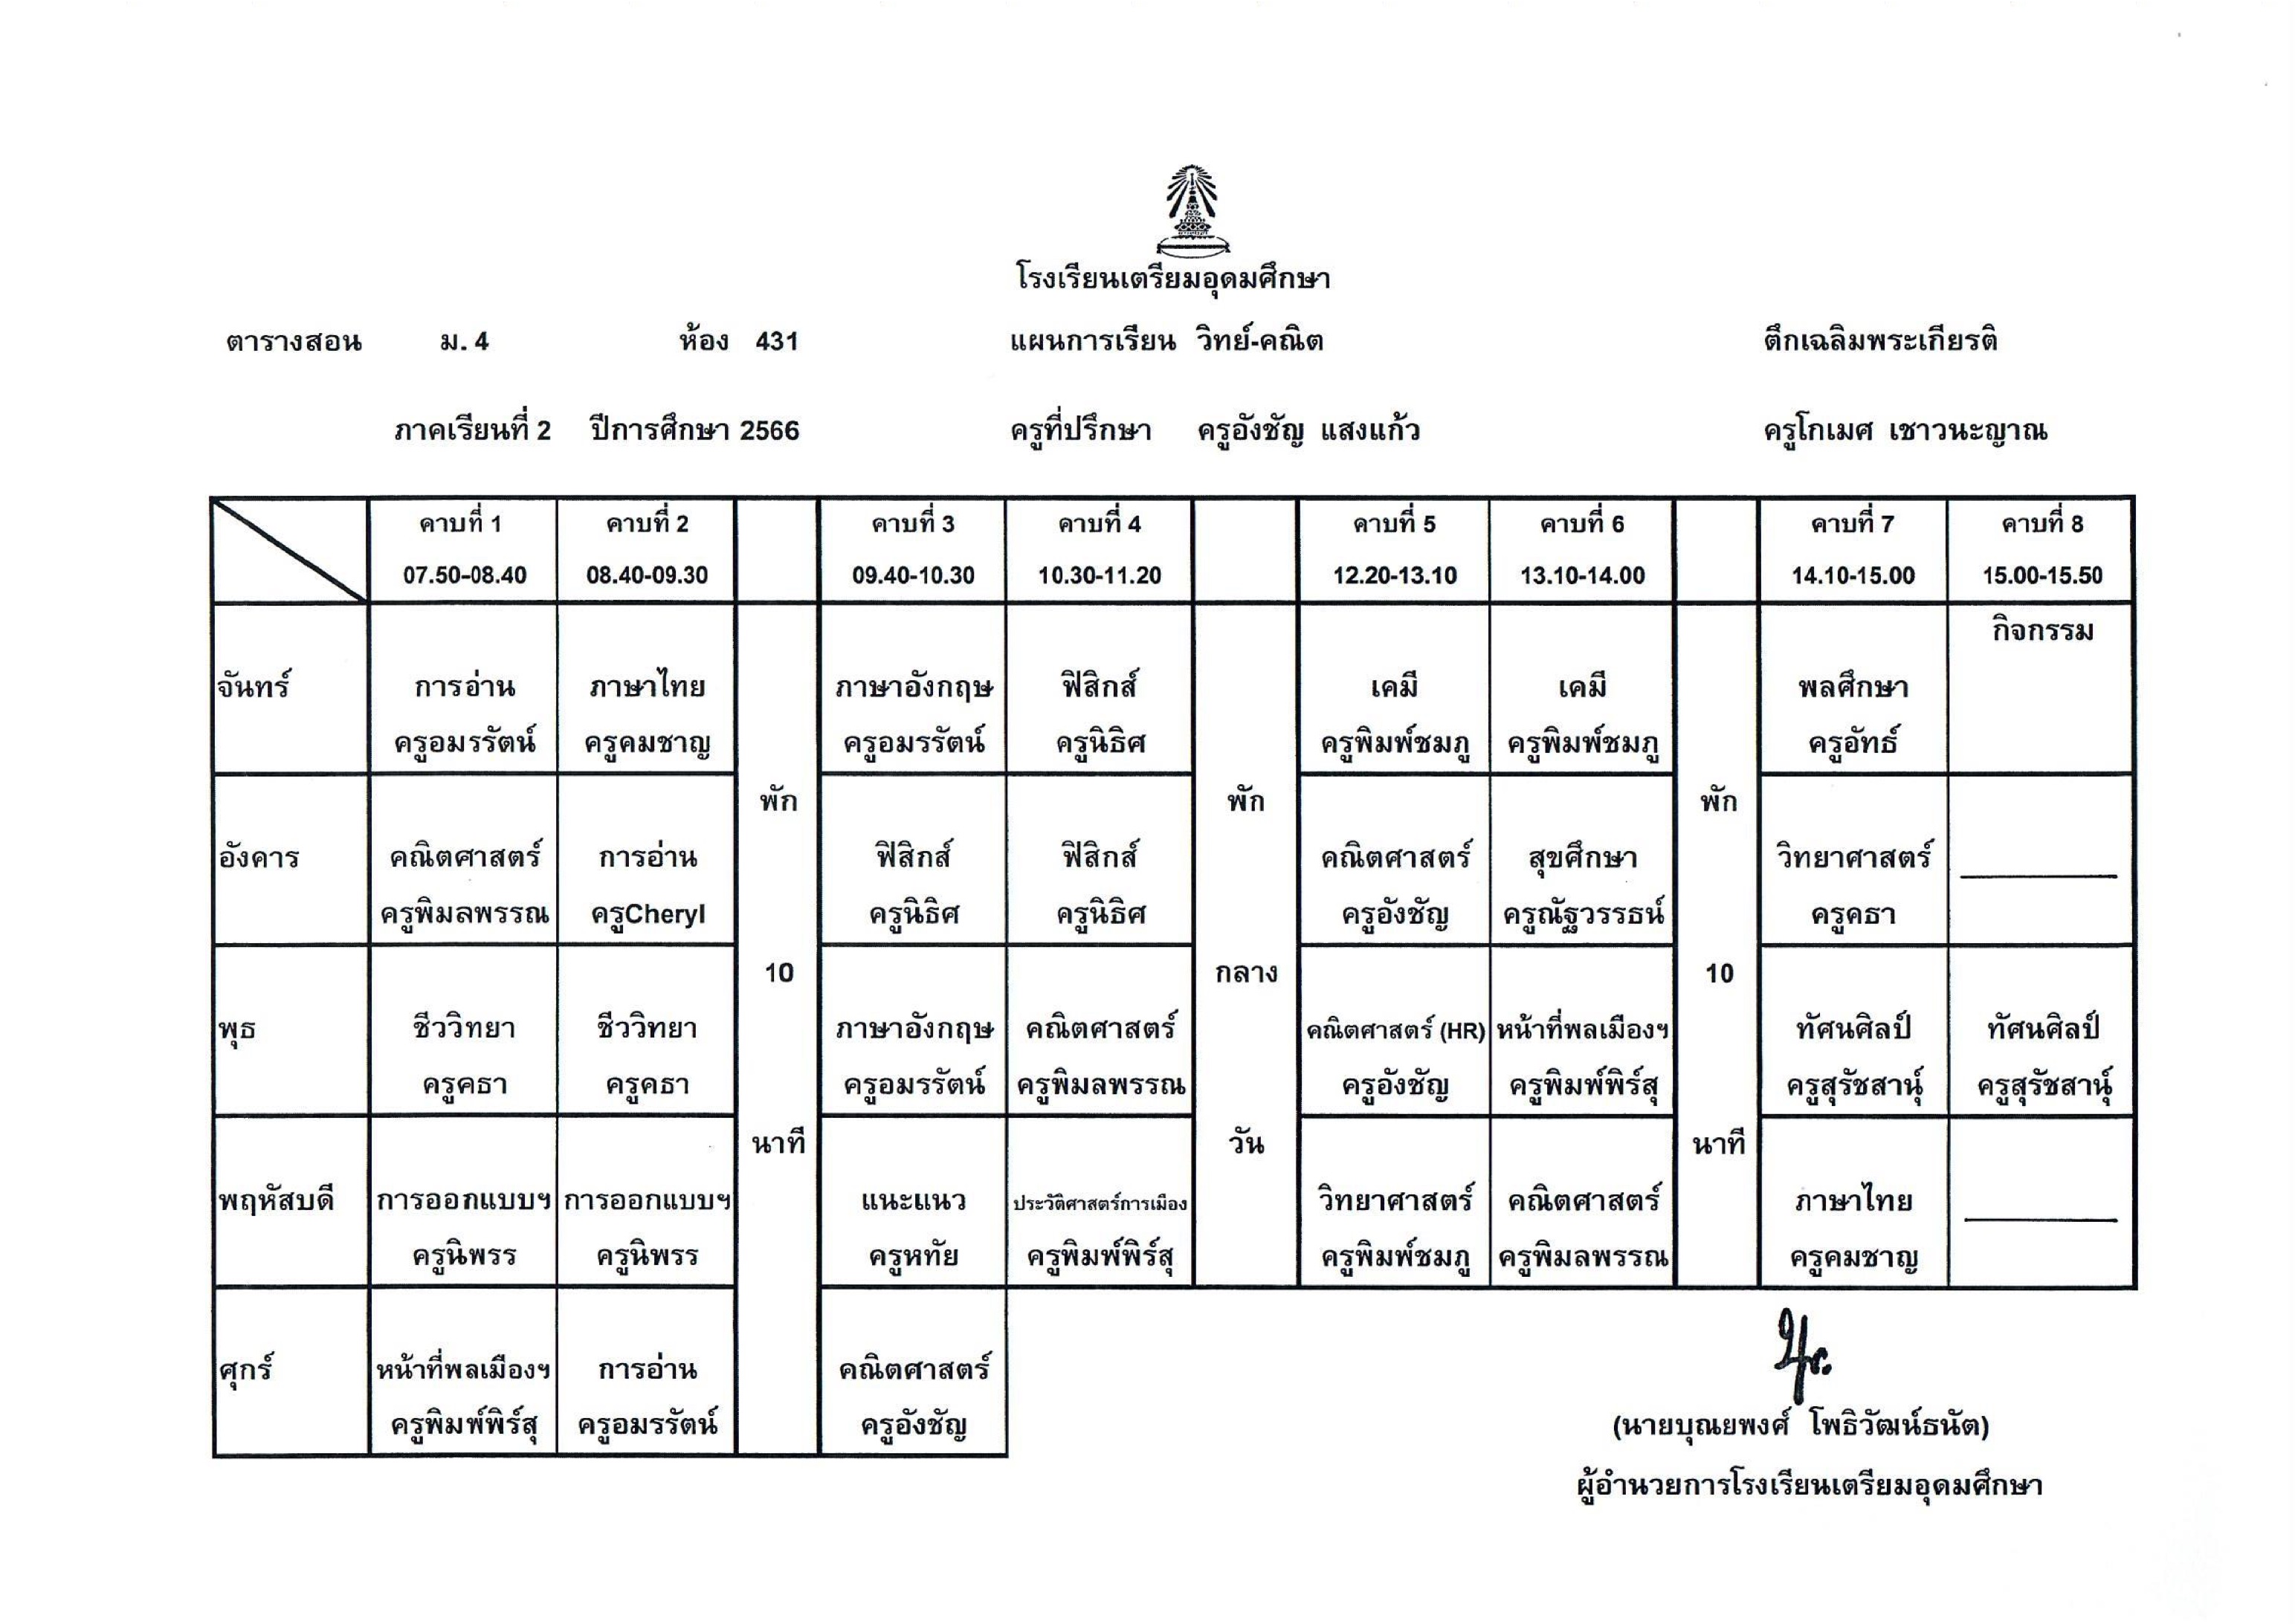 โรงเรียนเตรียมอุดมศึกษา
ตารางสอน ม. 4 ห้อง 431 แผนการเรียน วิทย์-คณิต ตึกเฉลิมพระเกียรติ
ภาคเรียนที่ 2 ปีการศึกษา 2566 ครูที่ปรึกษา ครูอังชัญ แสงแก้ว ครูโกเมศ เชาวนะญาณ
คาบที่ 1 คาบที่ 2 คาบที่ 3 คาบที่ 4 คาบที่ 5 คาบที่ 6 คาบที่ 7 คาบที่ 8
07.50-08.40 08.40-09.30 09.40-10.30 10.30-11.20 12.20-13.10 13.10-14.00 14.10-15.00 15.00-15.50
กิจกรรม
จันทร์ การอ่าน ภาษาไทย ภาษาอังกฤษ ฟิสิกส์ เคมี เคมี พลศึกษา
ครูอมรรัตน์ ครูคมชาญ ครูอมรรัตน์ ครูนิธิศ ครูพิมพ์ชมภู ครูพิมพ์ชมภู ครูอัทธ์
พัก พัก พัก
อังคาร คณิตศาสตร์ การอ่าน ฟิสิกส์ ฟิสิกส์ คณิตศาสตร์ สุขศึกษา วิทยาศาสตร์
ครูพิมลพรรณ ครูCheryl ครูนิธิศ ครูนิธิศ ครูอังชัญ ครูณัฐวรรธน์ ครูคธา
10 กลาง 10
พุธ ชีววิทยา ชีววิทยา ภาษาอังกฤษ คณิตศาสตร์ คณิตศาสตร์ (HR) หน้าที่พลเมืองฯ ทัศนศิลป์ ทัศนศิลป์
ครูคธา ครูคธา ครูอมรรัตน์ ครูพิมลพรรณ ครูอังชัญ ครูพิมพ์พิร์สุ ครูสุรัชสานุ์ ครูสุรัชสานุ์
นาที วัน นาที
พฤหัสบดี การออกแบบฯ การออกแบบฯ แนะแนว ประวัติศาสตร์การเมือง วิทยาศาสตร์ คณิตศาสตร์ ภาษาไทย
ครูนิพรร ครูนิพรร ครูหทัย ครูพิมพ์พิร์สุ ครูพิมพ์ชมภู ครูพิมลพรรณ ครูคมชาญ
ศุกร์ หน้าที่พลเมืองฯ การอ่าน คณิตศาสตร์
ครูพิมพ์พิร์สุ ครูอมรรัตน์ ครูอังชัญ
(นายบุณยพงศ์ โพธิวัฒน์ธนัต)
ผู้อำนวยการโรงเรียนเตรียมอุดมศึกษา